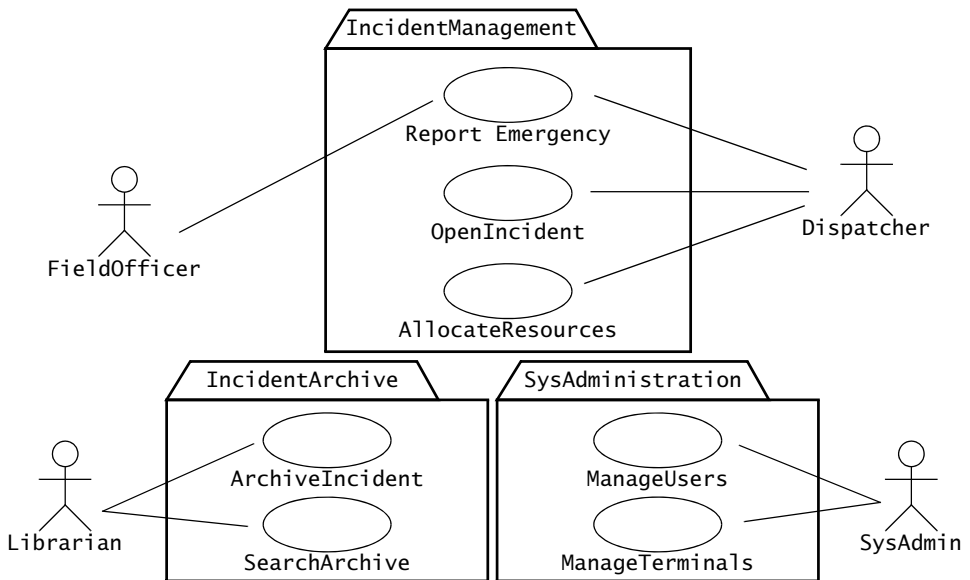 IncidentManagement
Report Emergency
OpenIncident
Dispatcher
FieldOfficer
AllocateResources
IncidentArchive
SysAdministration
ArchiveIncident
ManageUsers
Librarian
SearchArchive
ManageTerminals
SysAdmin